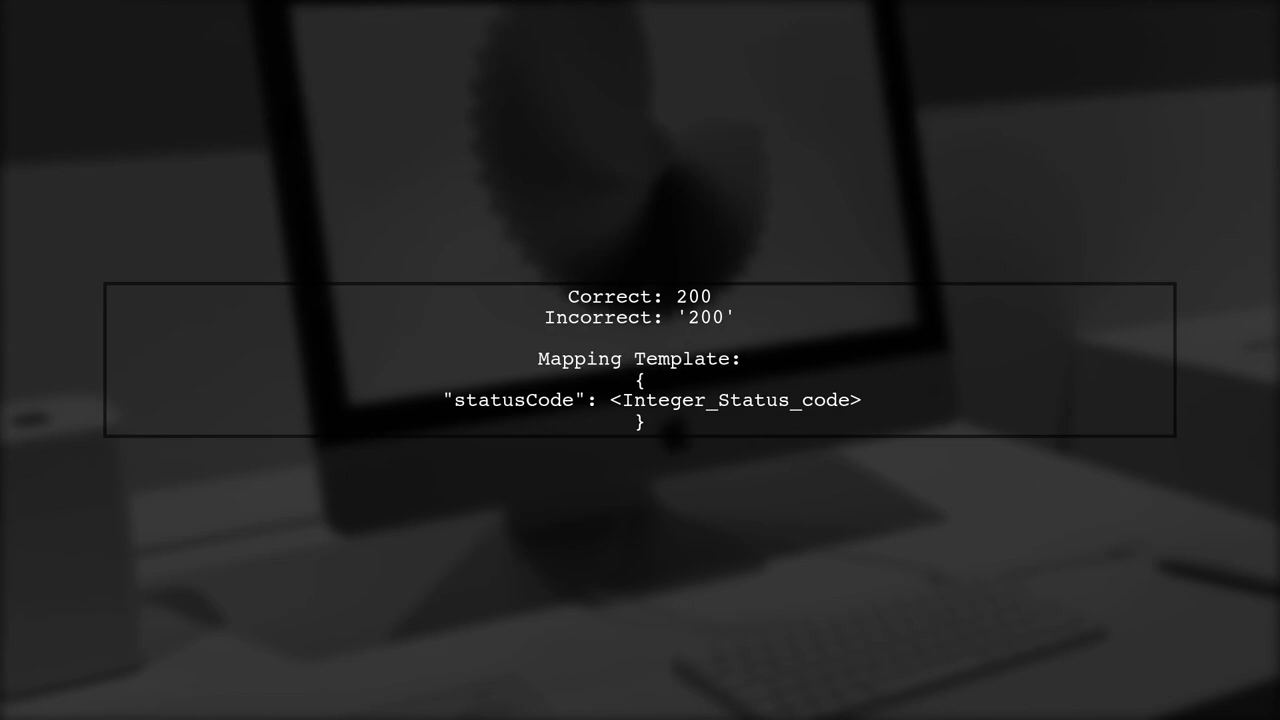 Correct: 200
Incorrect: '200'
Mapping Template:
{
"statusCode": <Integer_Status_code>
}